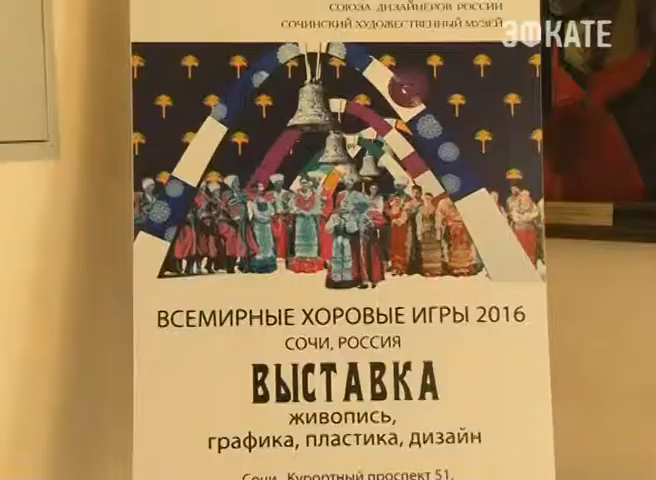 СОЮЗА ДИЗАЙНЕРОВ РОССИИ
СОЧИНСКИЙ ХУДОЖЕСТВЕННЫЙ МУЗЕЙ
ЭФКАТЕ
ВСЕМИРНЫЕ ХОРОВЫЕ ИГРЫ 2016
СОЧИ, РОССИЯ
ВЫСТАВКА
живопись,
графика, пластика, дизайн
Сочи, Курортный проспект 51,